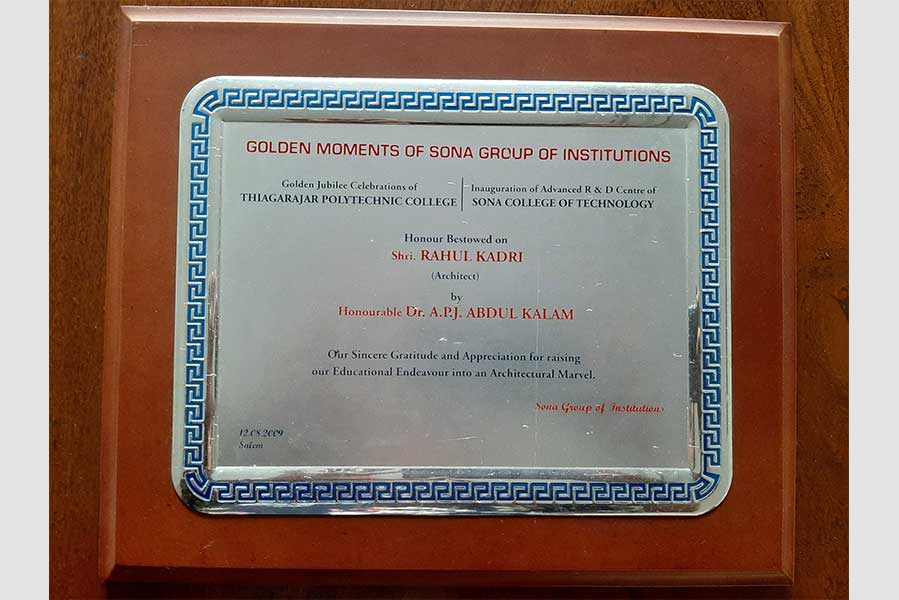 GOLDEN MOMENTS OF SONA GROUP OF INSTITUTIONS
Golden Jubilee Celebrations of
THIAGARAJAR POLYTECHNIC COLLEGE
Inauguration of Advanced R & D Centre of
SONA COLLEGE OF TECHNOLOGY
Honour Bestowed on
Shri. RAHUL KADRI
(Architect)
by
Honourable Dr. A.P.J. ABDUL KALAM
Our Sincere Gratitude and Appreciation for raising
our Educational Endeavour into an Architectural Marvel.
Sona Group of Institutions
12.08.2009
Salem